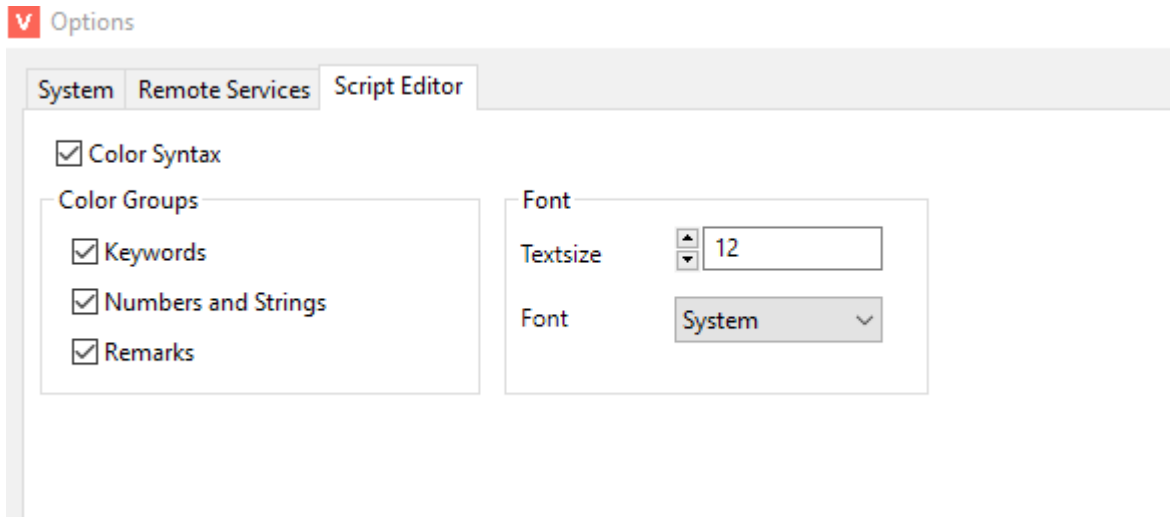 V Options
System Remote Services Script Editor
Color Syntax
Color Groups
Keywords
Numbers and Strings
Remarks
Font
Textsize 12
Font System